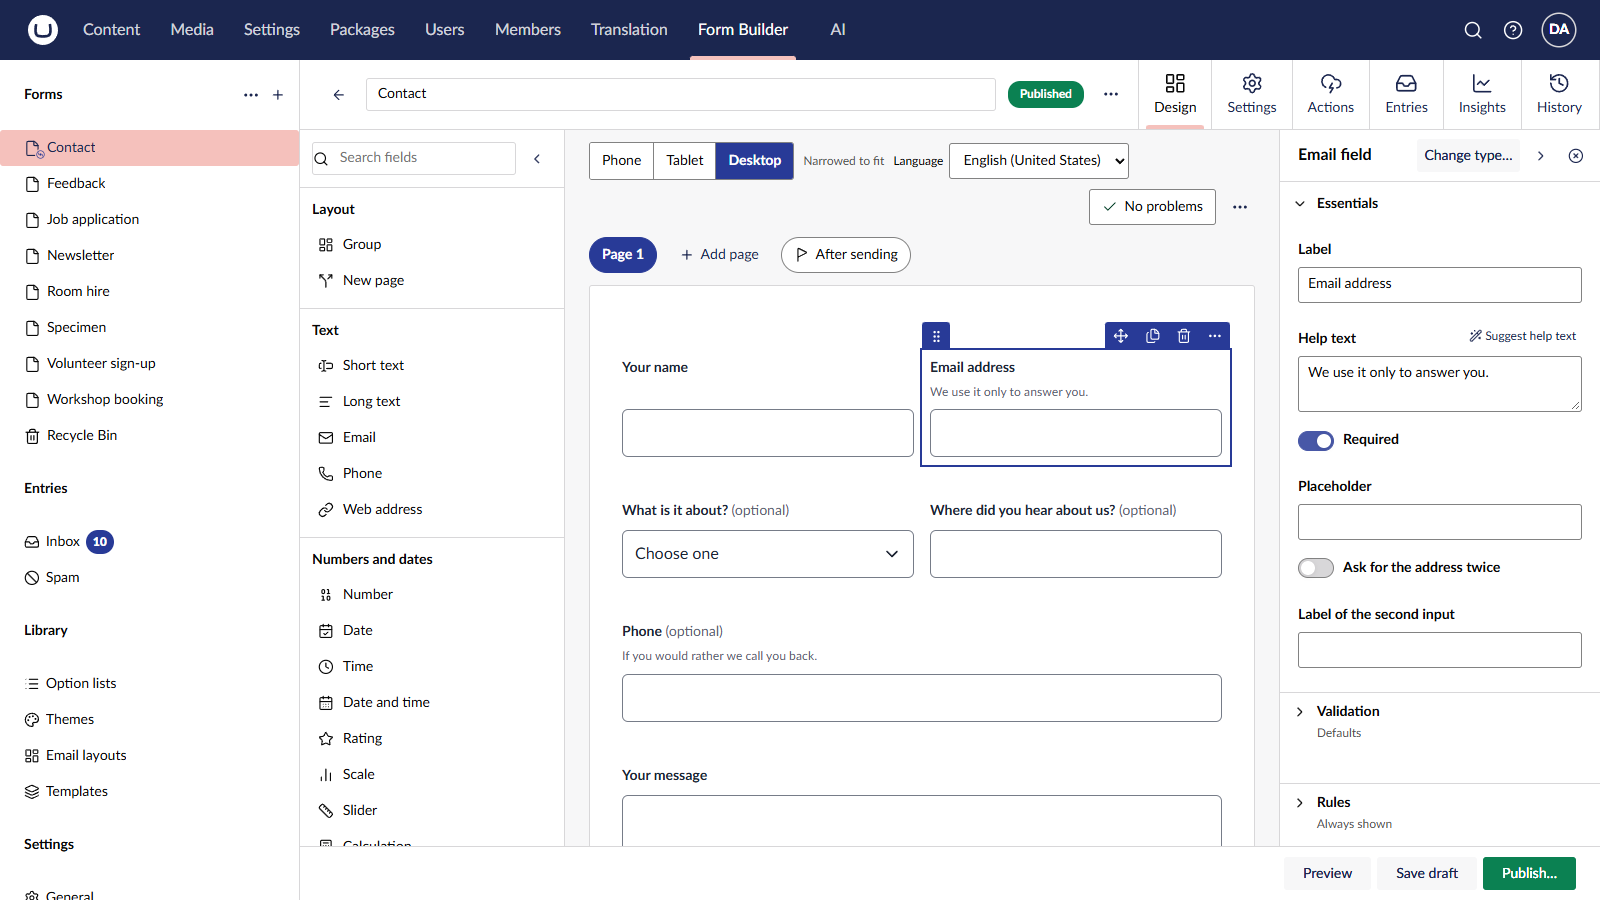 Content Media Settings Packages Users Members Translation Form Builder AI DA
Forms
Contact
Feedback
Job application
Newsletter
Room hire
Specimen
Volunteer sign-up
Workshop booking
Recycle Bin
Entries
Inbox 10
Spam
Library
Option lists
Themes
Email layouts
Templates
Settings
General
Contact Published
Design Settings Actions Entries Insights History
Search fields
Layout
Group
New page
Text
Short text
Long text
Email
Phone
Web address
Numbers and dates
Number
Date
Time
Date and time
Rating
Scale
Slider
Calculation
Phone Tablet Desktop Narrowed to fit Language English (United States)
No problems
Page 1 Add page After sending
Your name
Email address
We use it only to answer you.
What is it about? (optional)
Choose one
Where did you hear about us? (optional)
Phone (optional)
If you would rather we call you back.
Your message
Email field Change type...
Essentials
Label
Email address
Help text Suggest help text
We use it only to answer you.
Required
Placeholder
Ask for the address twice
Label of the second input
Validation
Defaults
Rules
Always shown
Preview Save draft Publish...